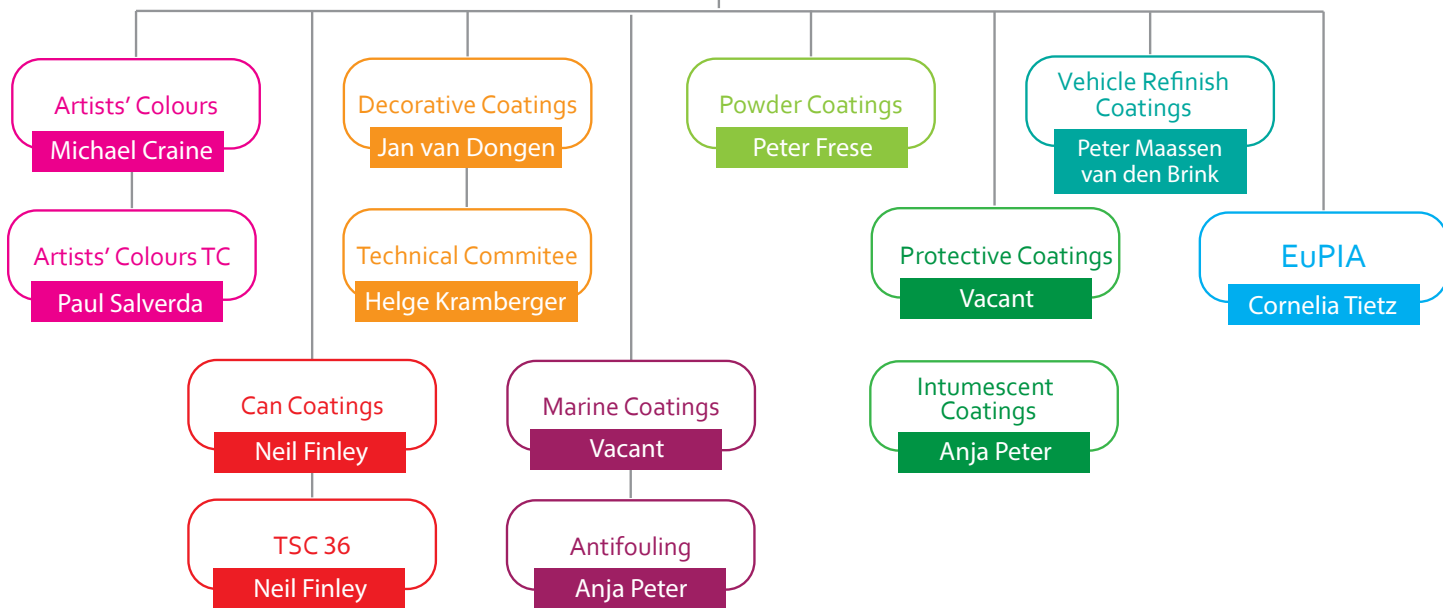 Artists' Colours
Michael Craine
Artists' Colours TC
Paul Salverda
Can Coatings
Neil Finley
TSC 36
Neil Finley
Decorative Coatings
Jan van Dongen
Technical Commitee
Helge Kramberger
Marine Coatings
Vacant
Antifouling
Anja Peter
Powder Coatings
Peter Frese
Protective Coatings
Vacant
Intumescent
Coatings
Anja Peter
Vehicle Refinish
Coatings
Peter Maassen
van den Brink
EuPIA
Cornelia Tietz